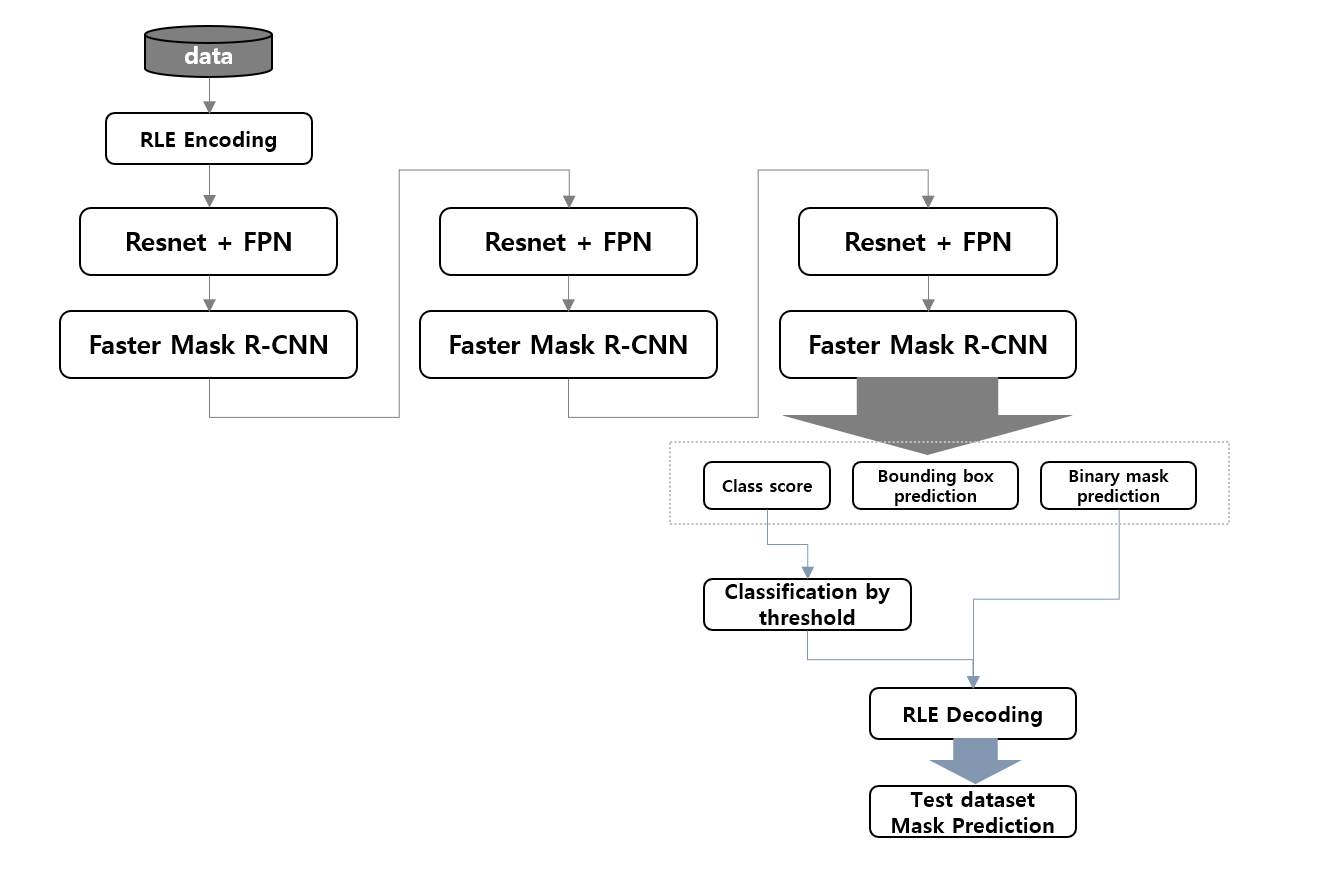 data
RLE Encoding
Resnet + FPN
Faster Mask R-CNN
Resnet + FPN
Faster Mask R-CNN
Resnet + FPN
Faster Mask R-CNN
Class score
Bounding box
prediction
Binary mask
prediction
Classification by
threshold
RLE Decoding
Test dataset
Mask Prediction